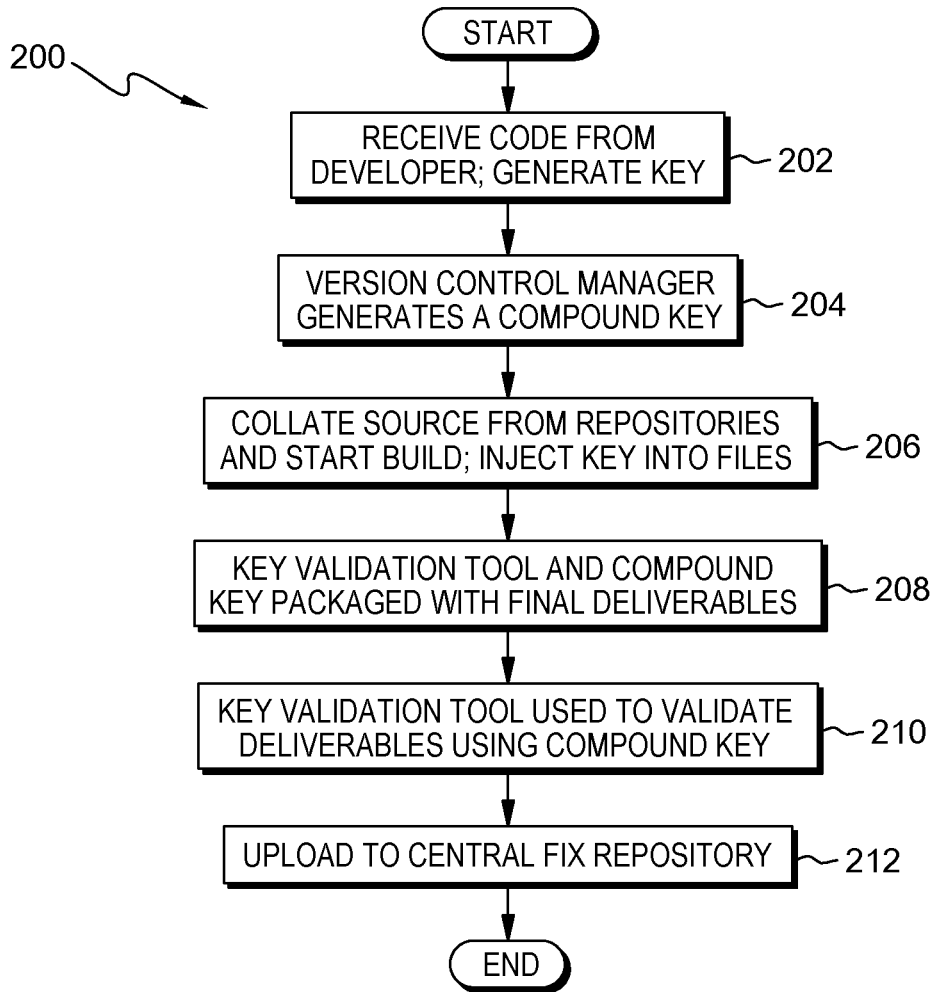 START
200
RECEIVE CODE FROM
DEVELOPER; GENERATE KEY
202
VERSION CONTROL MANAGER
GENERATES A COMPOUND KEY
204
COLLATE SOURCE FROM REPOSITORIES
AND START BUILD; INJECT KEY INTO FILES
206
KEY VALIDATION TOOL AND COMPOUND
KEY PACKAGED WITH FINAL DELIVERABLES
208
KEY VALIDATION TOOL USED TO VALIDATE
DELIVERABLES USING COMPOUND KEY
210
UPLOAD TO CENTRAL FIX REPOSITORY
212
END